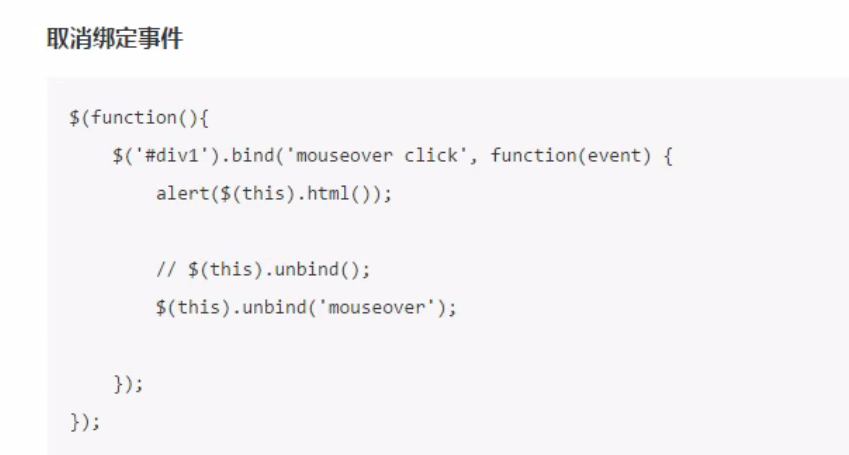 取消绑定事件
$(function(){
    $('#div1').bind('mouseover click', function(event) {
        alert($(this).html());
        // $(this).unbind();
        $(this).unbind('mouseover');
    });
});